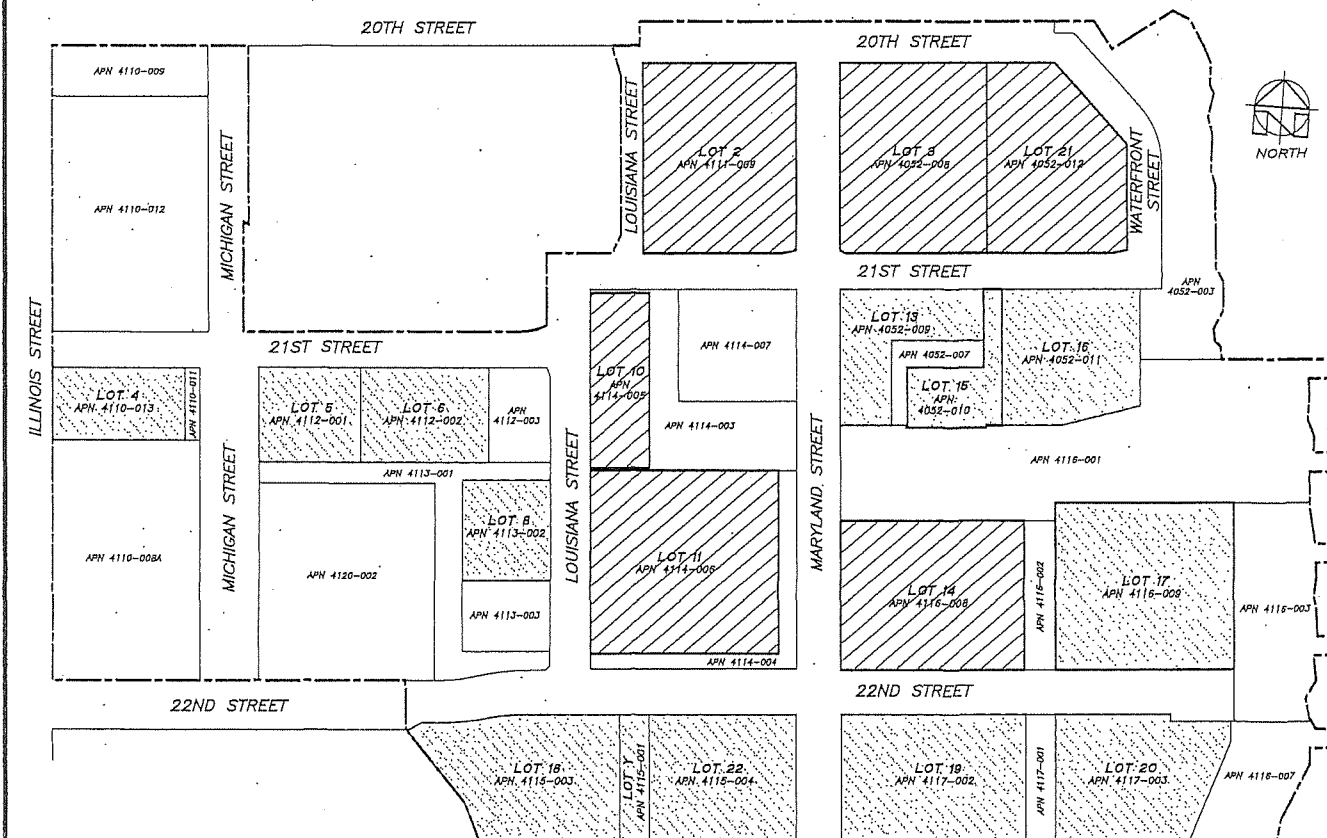 20TH STREET
20TH STREET
APN 4110-009
APN 4110-012
MICHIGAN STREET
LOUISIANA STREET
LOT 2
APN 4111-009
LOT 3
APN 4052-008
LOT 21
APN 4052-012
WATERFRONT
STREET
NORTH
ILLINOIS STREET
21ST STREET
APN
4052-003
21ST STREET
LOT 4
APN 4110-013
APN 4110-011
LOT 5
APN 4112-001
LOT 6
APN 4112-002
APN
4112-003
LOT 10
APN
4114-005
APN 4114-007
APN 4114-003
LOT 13
APN 4052-009
APN 4052-007
LOT 15
APN
4052-010
LOT 16
APN 4052-011
APN 4113-001
APN 4116-001
APN 4110-008A
MICHIGAN STREET
APN 4120-002
LOT 8
APN 4113-002
APN 4113-003
LOUISIANA STREET
LOT 11
APN 4114-006
APN 4114-004
MARYLAND STREET
LOT 14
APN 4116-008
APN 4116-002
LOT 17
APN 4116-009
APN 4116-003
22ND STREET
22ND STREET
APN 4115-003
LOT Y
APN 4115-001
LOT 22
APN 4115-004
LOT 19
APN 4117-002
APN 4117-001
LOT 20
APN 4117-003
APN 4116-007